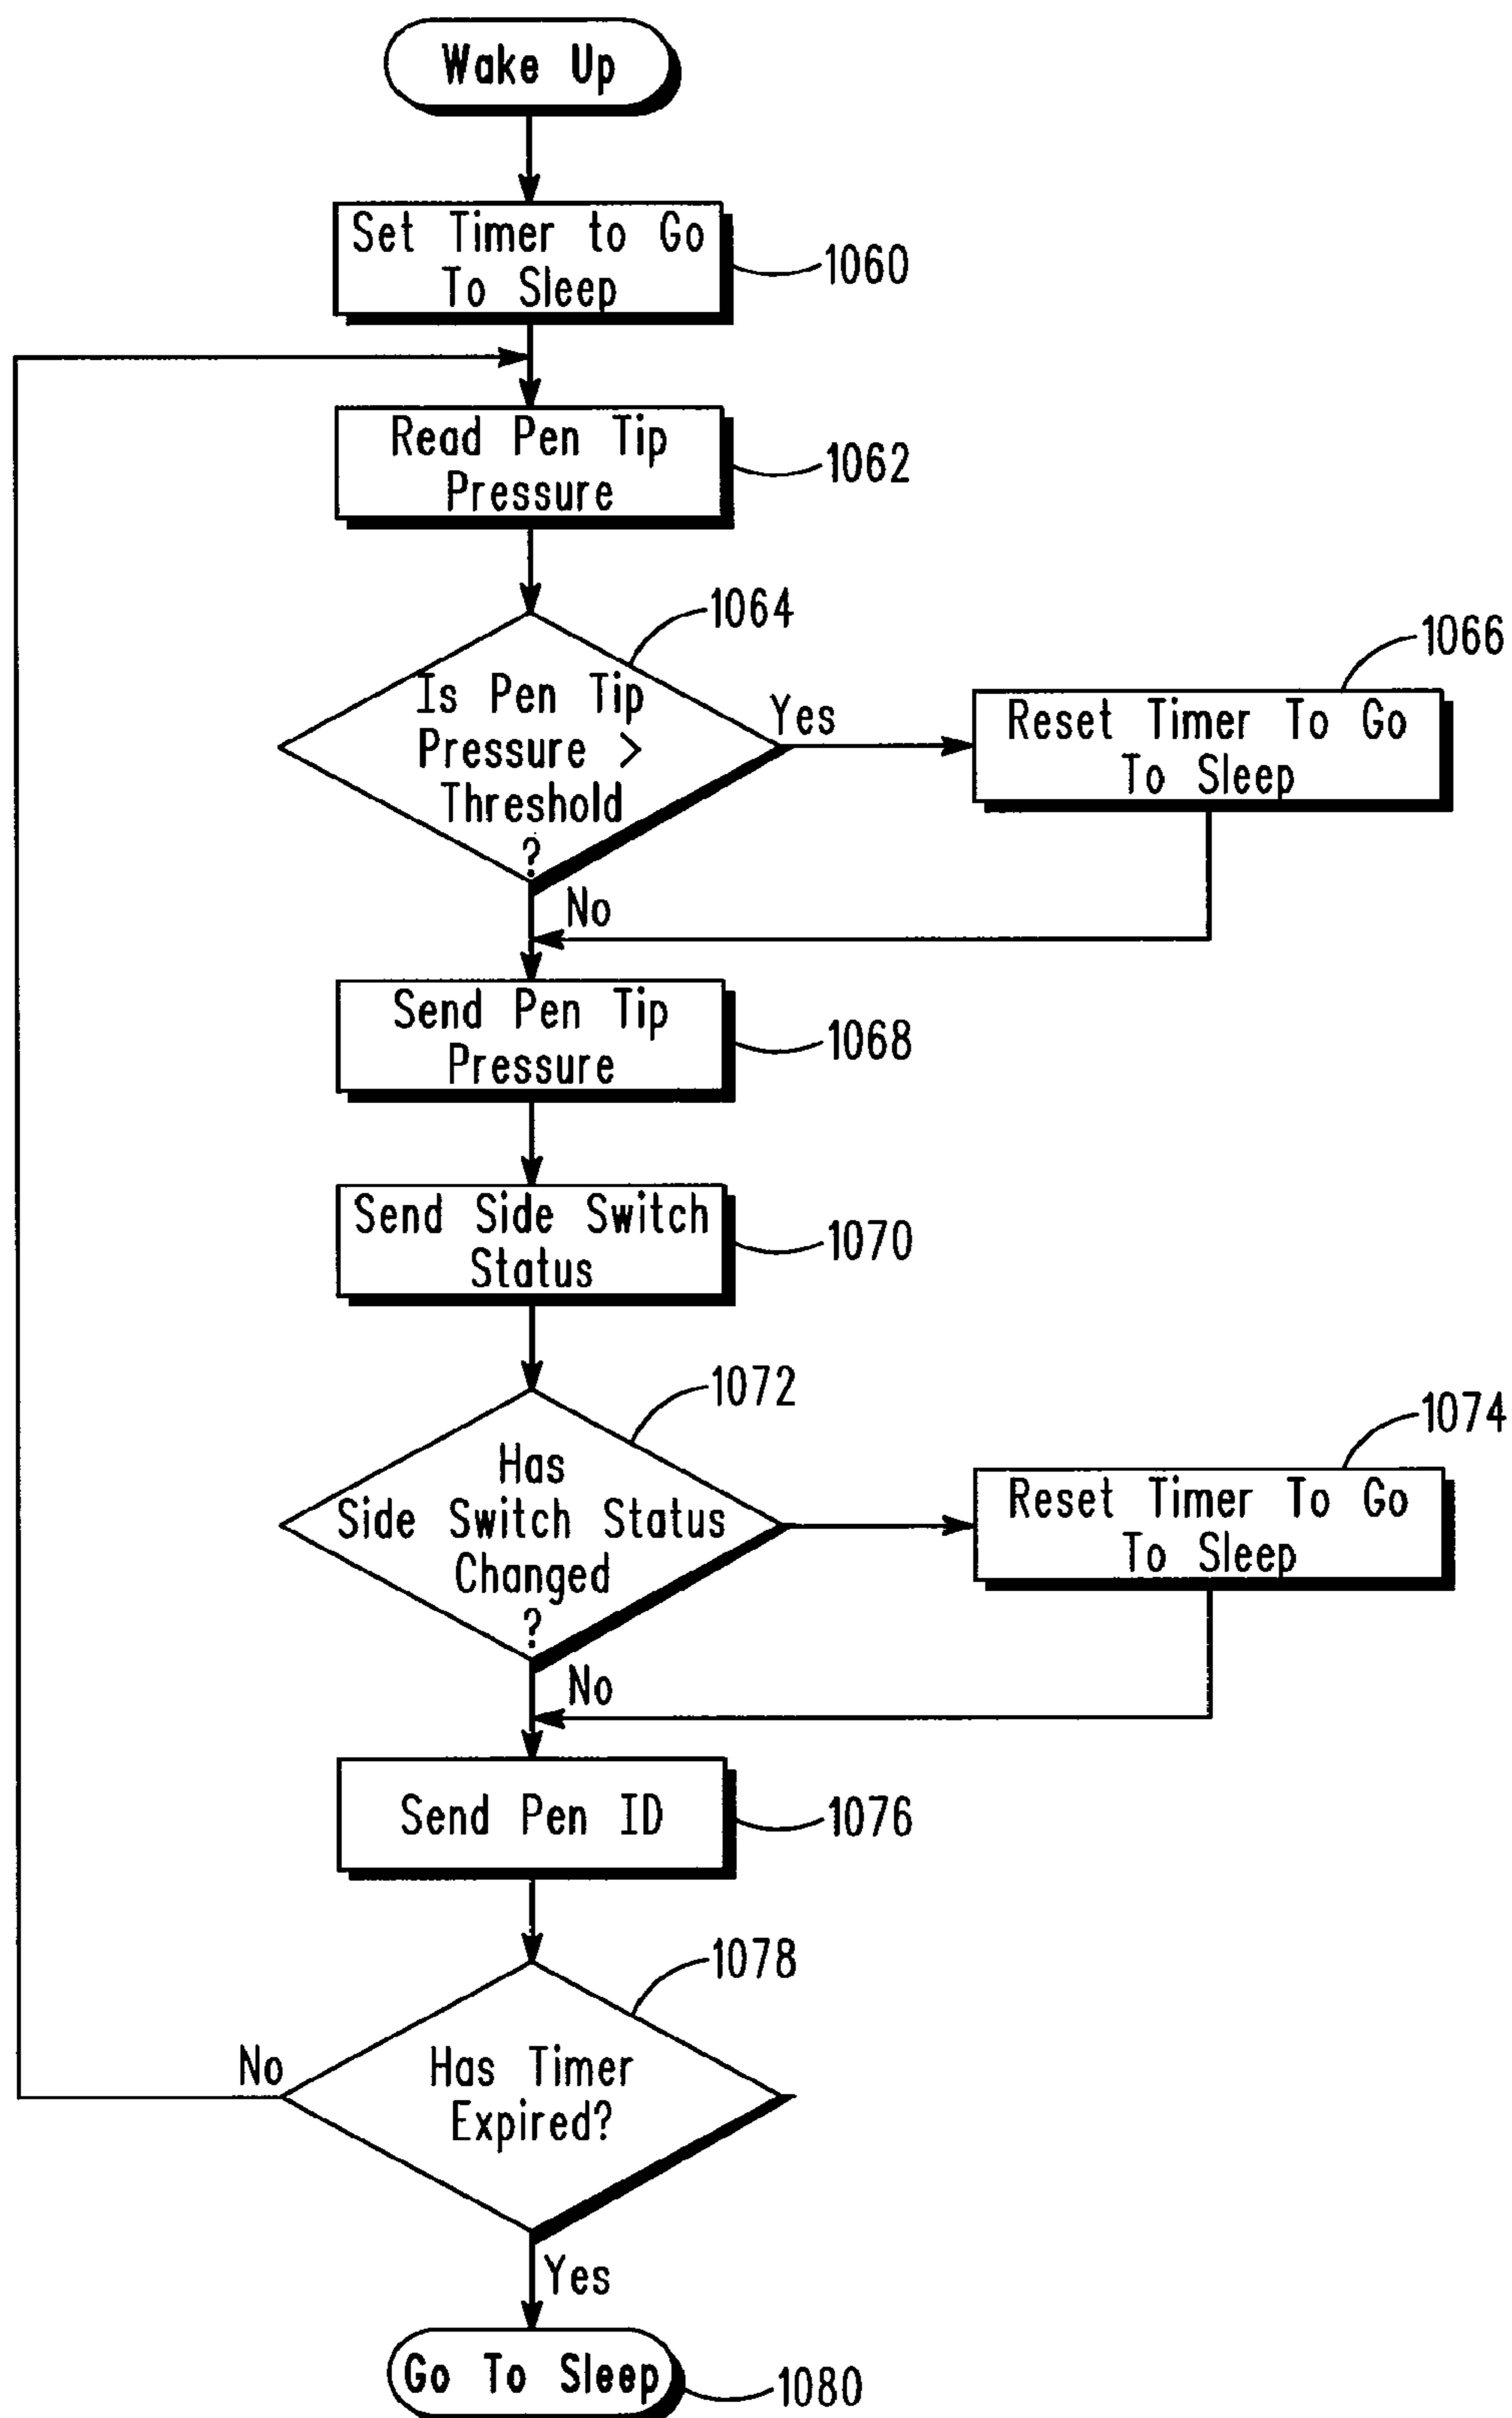 Wake Up
Set Timer to Go
To Sleep
1060
Read Pen Tip
Pressure
1062
1064
Is Pen Tip
Pressure >
Threshold
?
Yes
No
1066
Reset Timer To Go
To Sleep
Send Pen Tip
Pressure
1068
Send Side Switch
Status
1070
1072
Has
Side Switch Status
Changed
?
No
1074
Reset Timer To Go
To Sleep
Send Pen ID
1076
1078
Has Timer
Expired?
No
Yes
Go To Sleep
1080